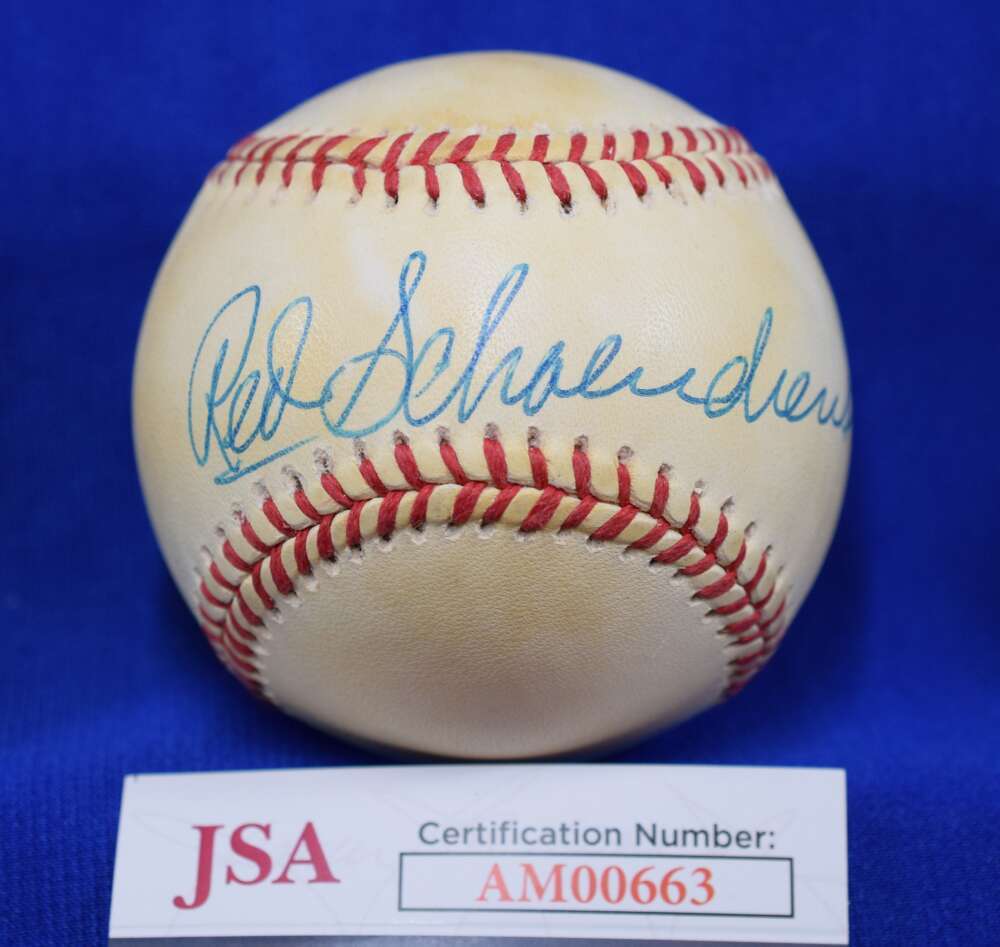 Red Schoendienst
JSA
Certification Number:
AM00663